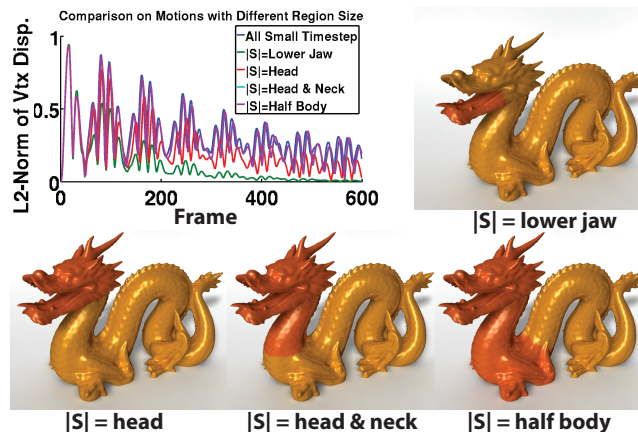 Comparison on Motions with Different Region Size
L2-Norm of Vtx Disp.
1
0.5
0
All Small Timestep
|S|=Lower Jaw
|S|=Head
|S|=Head & Neck
|S|=Half Body
0 200 400 600
Frame
|S| = lower jaw
|S| = head
|S| = head & neck
|S| = half body